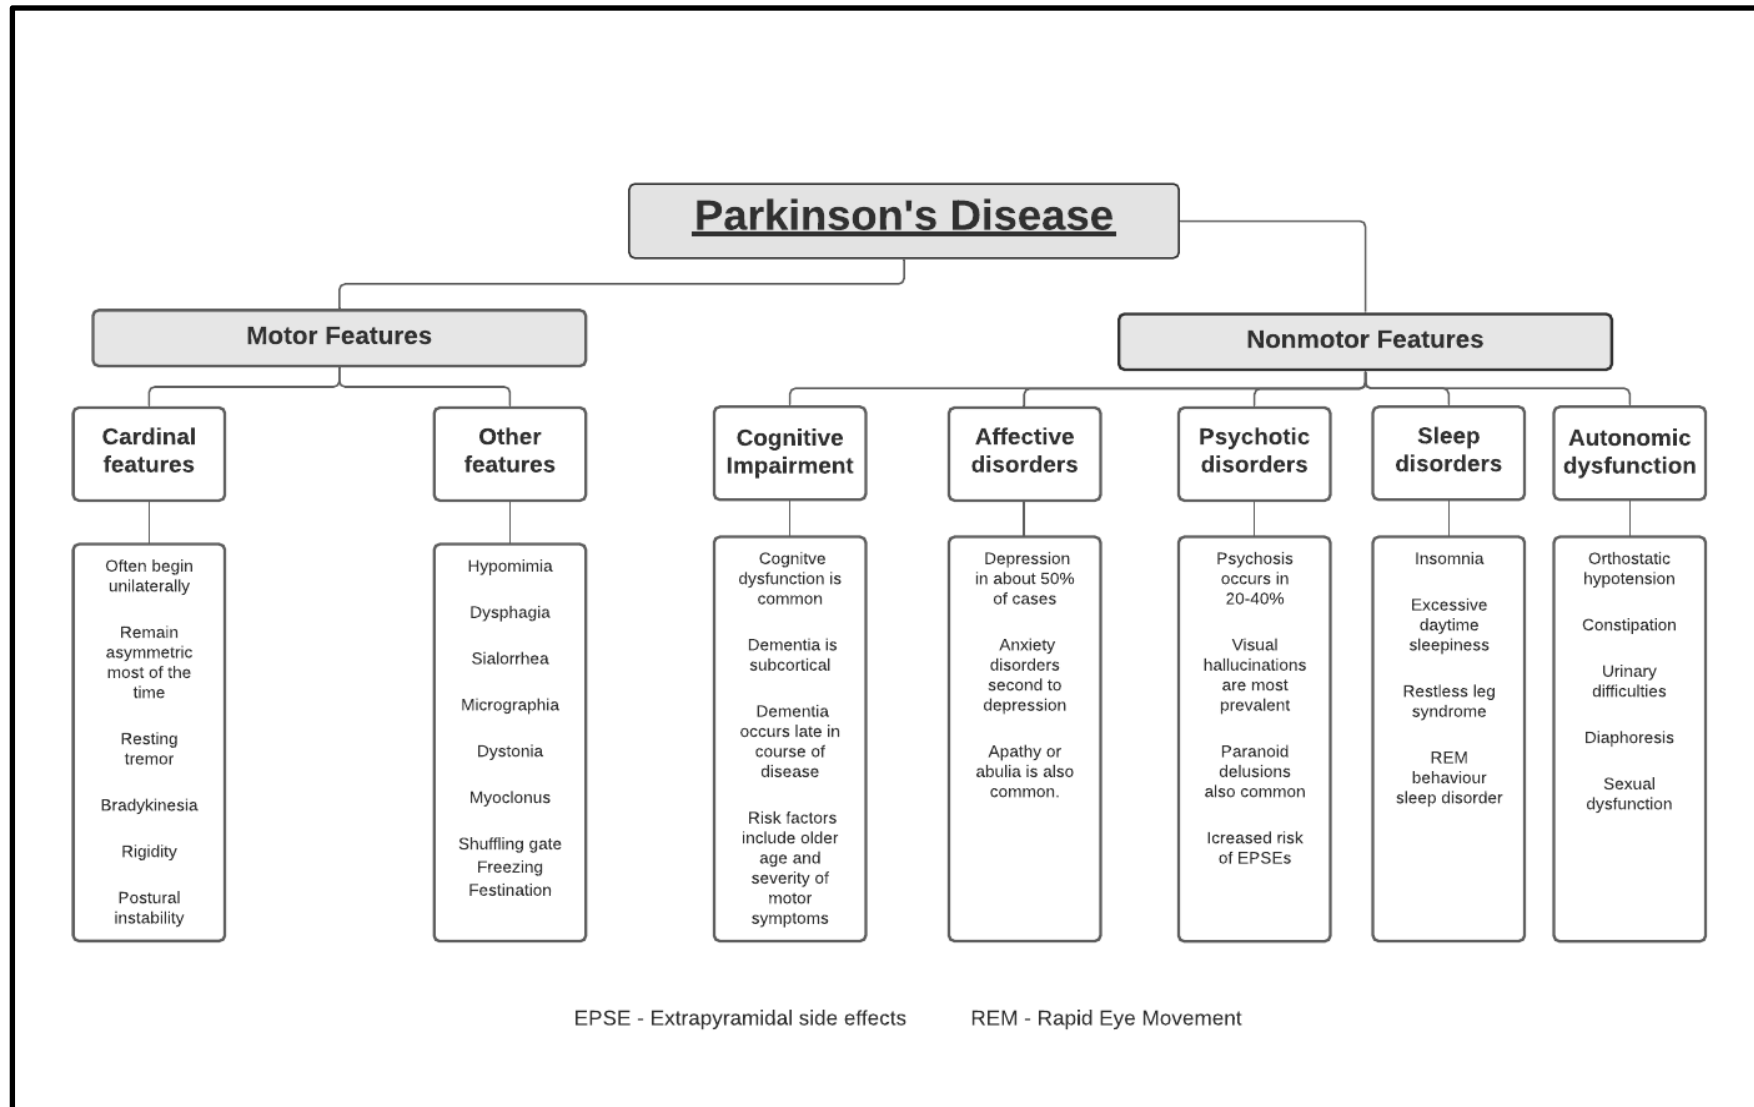 Parkinson's Disease
Motor Features
Nonmotor Features
Cardinal
features
Other
features
Cognitive
Impairment
Affective
disorders
Psychotic
disorders
Sleep
disorders
Autonomic
dysfunction
Often begin
unilaterally
Remain
asymmetric
most of the
time
Resting
tremor
Bradykinesia
Rigidity
Postural
instability
Hypomimia
Dysphagia
Sialorrhea
Micrographia
Dystonia
Myoclonus
Shuffling gate
Freezing
Festination
Cognitve
dysfunction is
common
Dementia is
subcortical
Dementia
occurs late in
course of
disease
Risk factors
include older
age and
severity of
motor
symptoms
Depression
in about 50%
of cases
Anxiety
disorders
second to
depression
Apathy or
abulia is also
common.
Psychosis
occurs in
20-40%
Visual
hallucinations
are most
prevalent
Paranoid
delusions
also common
Icreased risk
of EPSEs
Insomnia
Excessive
daytime
sleepiness
Restless leg
syndrome
REM
behaviour
sleep disorder
Orthostatic
hypotension
Constipation
Urinary
difficulties
Diaphoresis
Sexual
dysfunction
EPSE - Extrapyramidal side effects
REM - Rapid Eye Movement